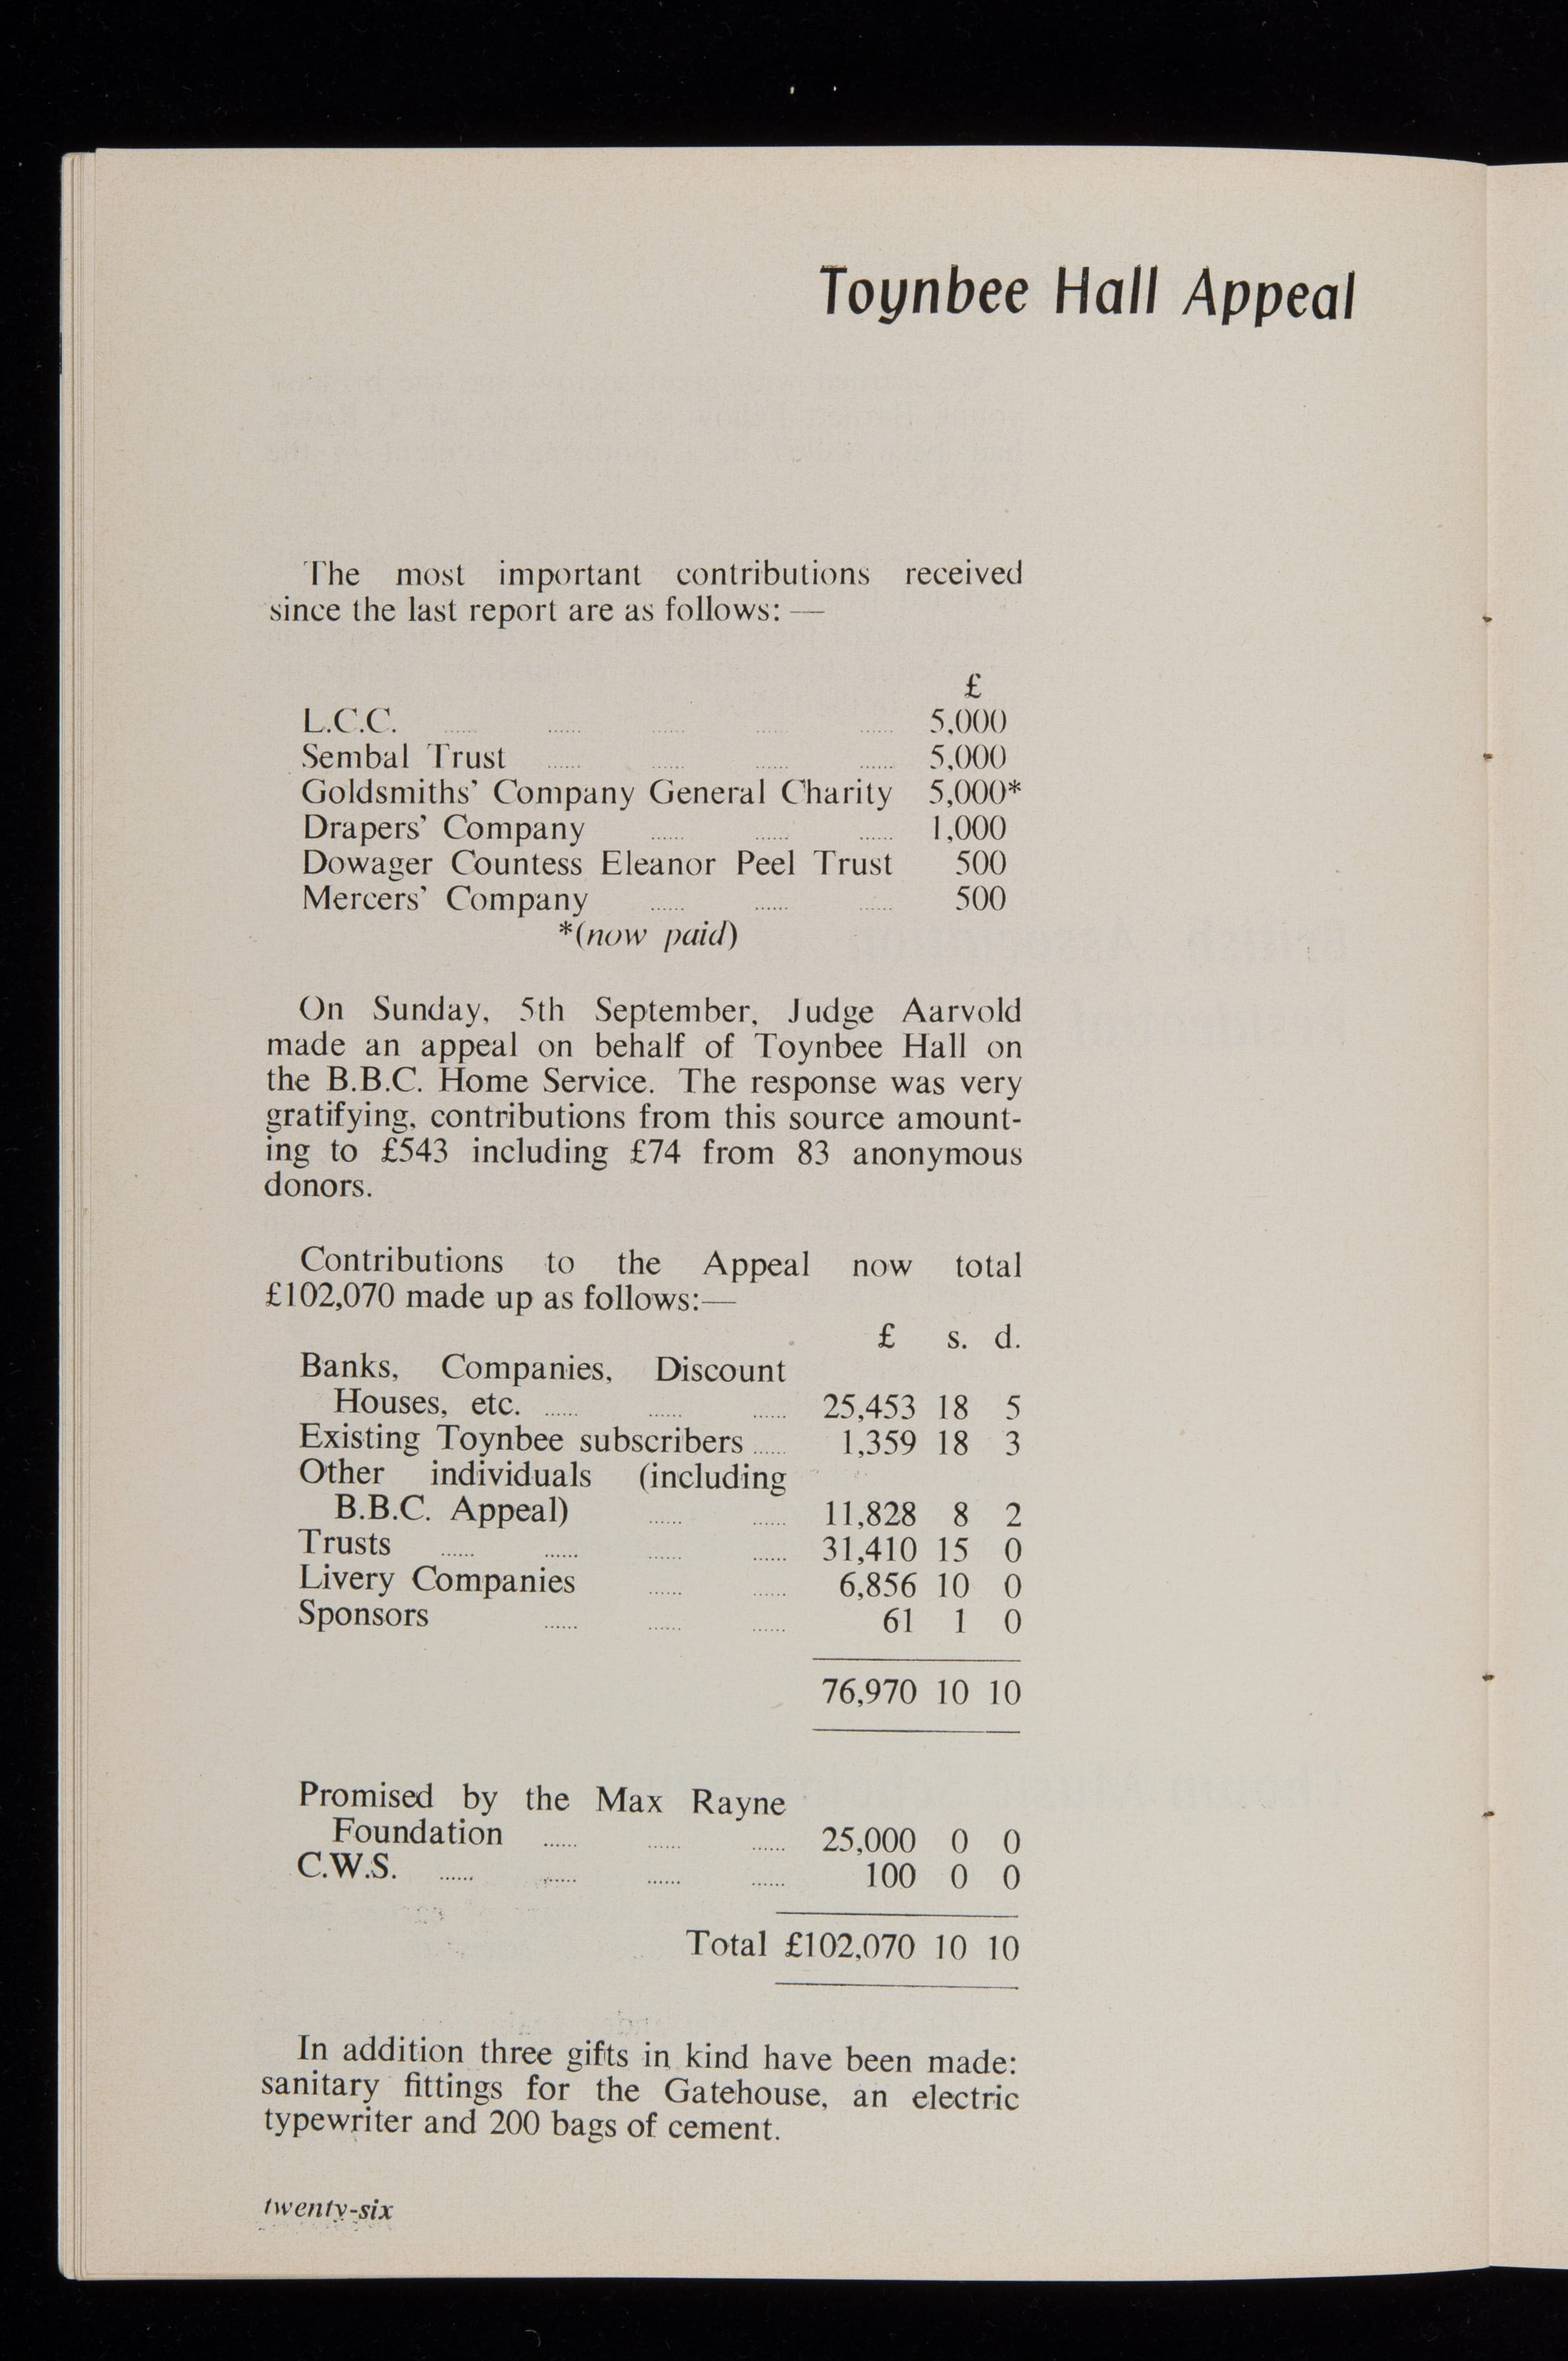 Toynbee Hall Appeal
The most important contributions received
since the last report are as follows: —
£
L.C.C. ...... ...... ...... ...... ...... 5,000
Sembal Trust ...... ...... ...... ...... 5,000
Goldsmiths' Company General Charity 5,000*
Drapers' Company ...... ...... ...... 1,000
Dowager Countess Eleanor Peel Trust 500
Mercers' Company ...... ...... ...... 500
*(now paid)
On Sunday, 5th September, Judge Aarvold
made an appeal on behalf of Toynbee Hall on
the B.B.C. Home Service. The response was very
gratifying, contributions from this source amount-
ing to £543 including £74 from 83 anonymous
donors.
Contributions to the Appeal now total
£102,070 made up as follows:—
£ s. d.
Banks, Companies, Discount
Houses, etc. ...... ...... ...... 25,453 18 5
Existing Toynbee subscribers ...... 1,359 18 3
Other individuals (including
B.B.C. Appeal) ...... ...... 11,828 8 2
Trusts ...... ...... ...... ...... 31,410 15 0
Livery Companies ...... ...... 6,856 10 0
Sponsors ...... ...... ...... 61 1 0
76,970 10 10
Promised by the Max Rayne
Foundation ...... ...... ...... 25,000 0 0
C.W.S. ...... ...... ...... ...... 100 0 0
Total £102,070 10 10
In addition three gifts in kind have been made:
sanitary fittings for the Gatehouse, an electric
typewriter and 200 bags of cement.
twenty-six